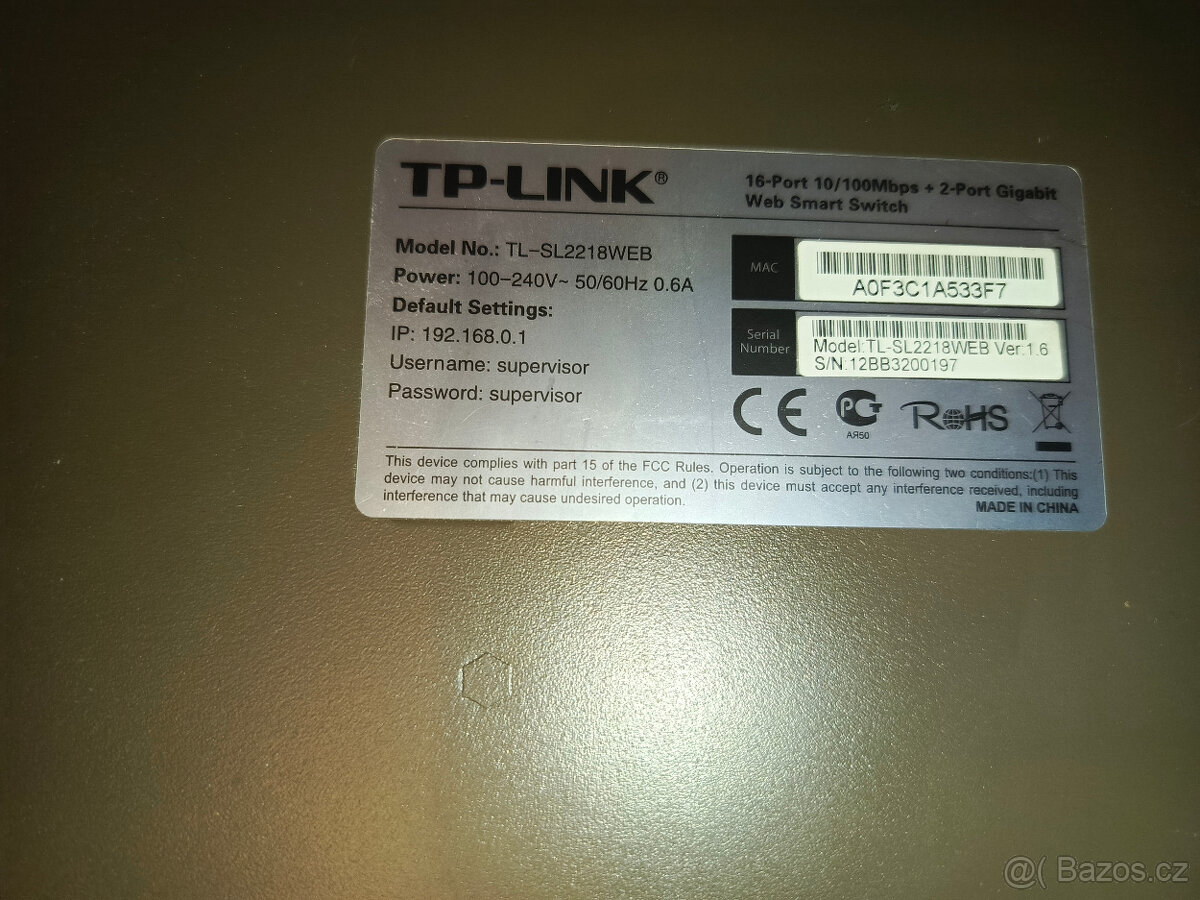 TP-LINK®
16-Port 10/100Mbps + 2-Port Gigabit
Web Smart Switch
Model No.: TL-SL2218WEB
Power: 100-240V~ 50/60Hz 0.6A
Default Settings:
IP: 192.168.0.1
Username: supervisor
Password: supervisor
MAC
A0F3C1A533F7
Serial
Number
Model:TL-SL2218WEB Ver:1.6
S/N:12BB3200197
CE
РСТ
АЯ50
RoHS
This device complies with part 15 of the FCC Rules. Operation is subject to the following two conditions:(1) This
device may not cause harmful interference, and (2) this device must accept any interference received, including
interference that may cause undesired operation.
MADE IN CHINA
@( Bazos.cz